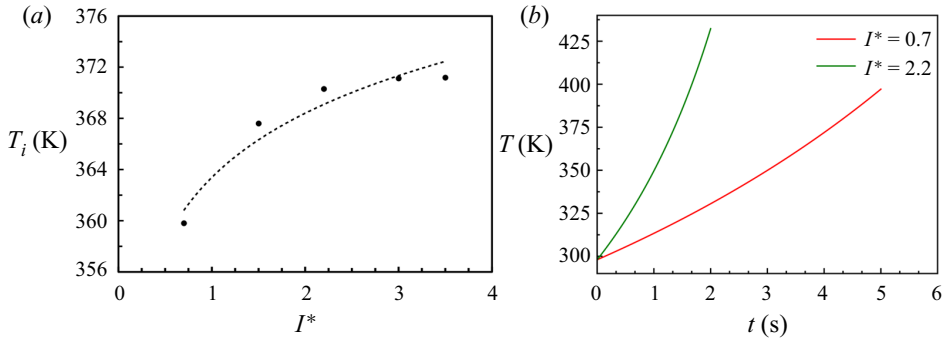 (a)
376
372
368
364
360
356
T_i (K)
0 1 2 3 4
I*
(b)
425
400
375
350
325
300
T (K)
I* = 0.7
I* = 2.2
0 1 2 3 4 5 6
t (s)